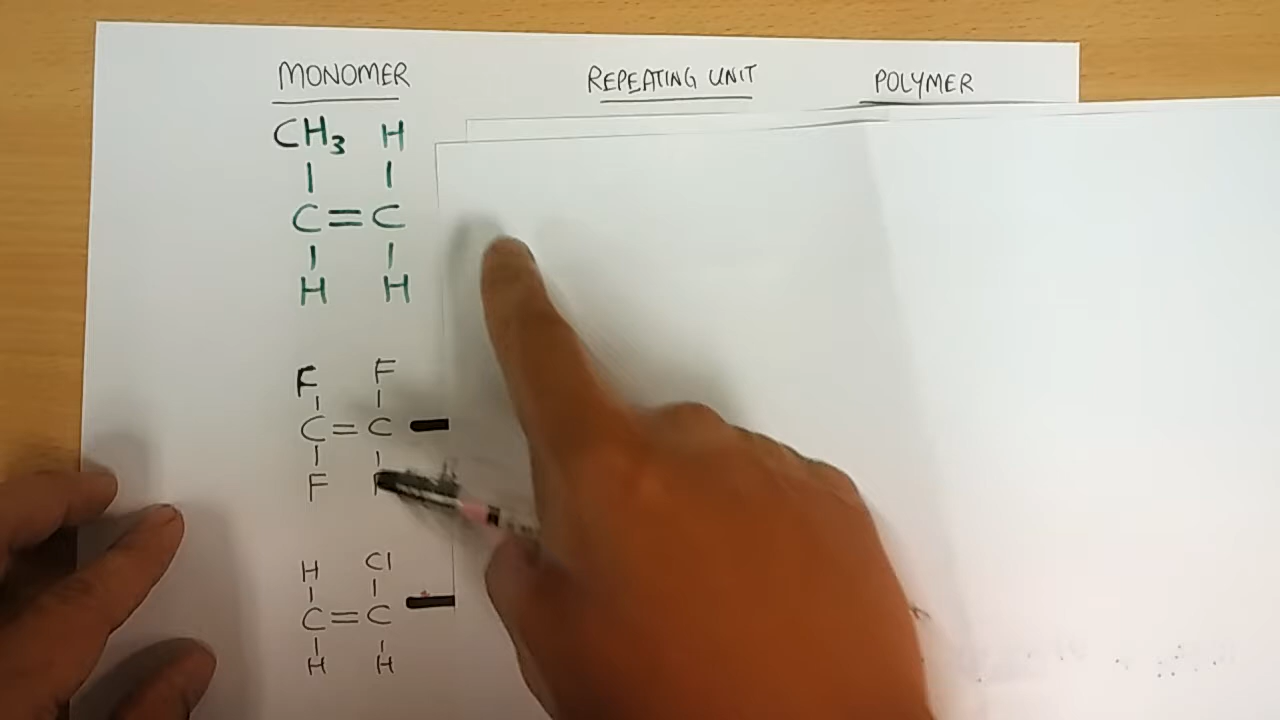 MONOMER REPEATING UNIT POLYMER
CH3 H
C=C
H H
F F
C=C
F F
H Cl
C=C
H H